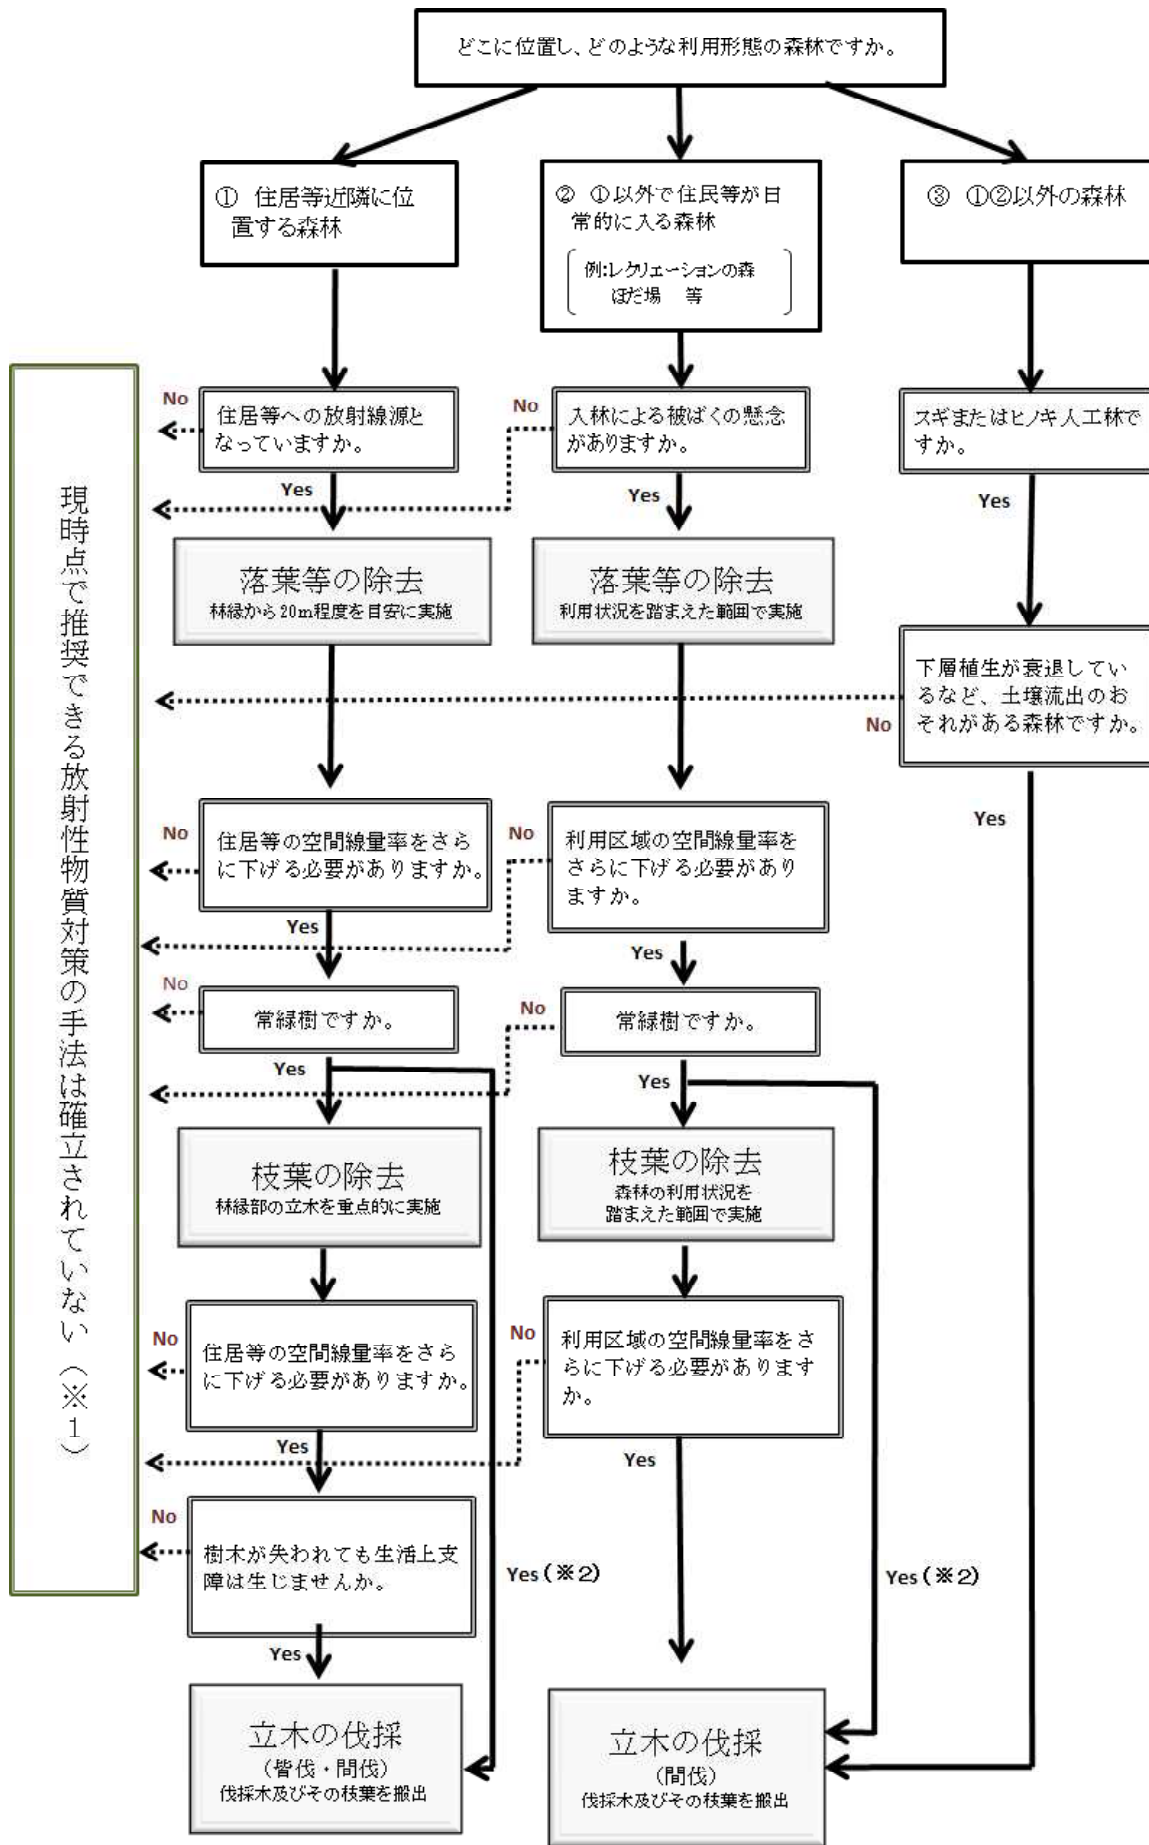 どこに位置し、どのような利用形態の森林ですか。
① 住居等近隣に位
置する森林
② ①以外で住民等が日
常的に入る森林
例:レクリエーションの森
ほだ場 等
③ ①②以外の森林
現時点で推奨できる放射性物質対策の手法は確立されていない(※1)
No
住居等への放射線源と
なっていますか。
Yes
No
入林による被ばくの懸念
がありますか。
Yes
スギまたはヒノキ人工林で
すか。
Yes
落葉等の除去
林縁から20m程度を目安に実施
落葉等の除去
利用状況を踏まえた範囲で実施
下層植生が衰退してい
るなど、土壌流出のお
それがある森林ですか。
No
Yes
No
住居等の空間線量率をさら
に下げる必要がありますか。
Yes
No
利用区域の空間線量率を
さらに下げる必要があり
ますか。
Yes
No
常緑樹ですか。
Yes
No
常緑樹ですか。
Yes
枝葉の除去
林縁部の立木を重点的に実施
枝葉の除去
森林の利用状況を
踏まえた範囲で実施
No
住居等の空間線量率をさら
に下げる必要がありますか。
Yes
No
利用区域の空間線量率をさ
らに下げる必要があります
か。
Yes
No
樹木が失われても生活上支
障は生じませんか。
Yes
Yes(※2)
Yes(※2)
立木の伐採
(皆伐・間伐)
伐採木及びその枝葉を搬出
立木の伐採
(間伐)
伐採木及びその枝葉を搬出